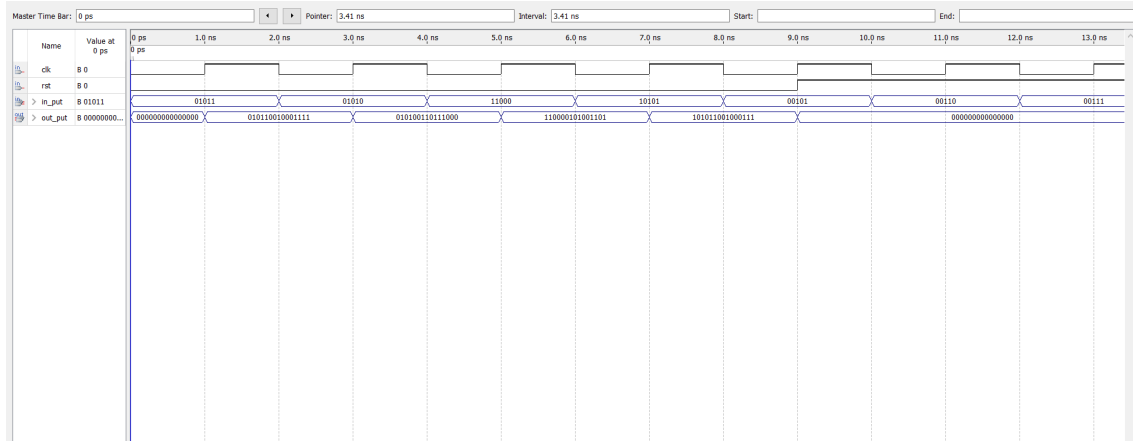 Master Time Bar: 0 ps Pointer: 3.41 ns Interval: 3.41 ns Start: End:
Name Value at 0 ps 0 ps 1.0 ns 2.0 ns 3.0 ns 4.0 ns 5.0 ns 6.0 ns 7.0 ns 8.0 ns 9.0 ns 10.0 ns 11.0 ns 12.0 ns 13.0 ns
0 ps
in clk B 0
in rst B 0
in > in_put B 01011 01011 01010 11000 10101 00101 00110 00111
out > out_put B 00000000... 000000000000000 010110010001111 010100110111000 110000101001101 101011001000111 000000000000000